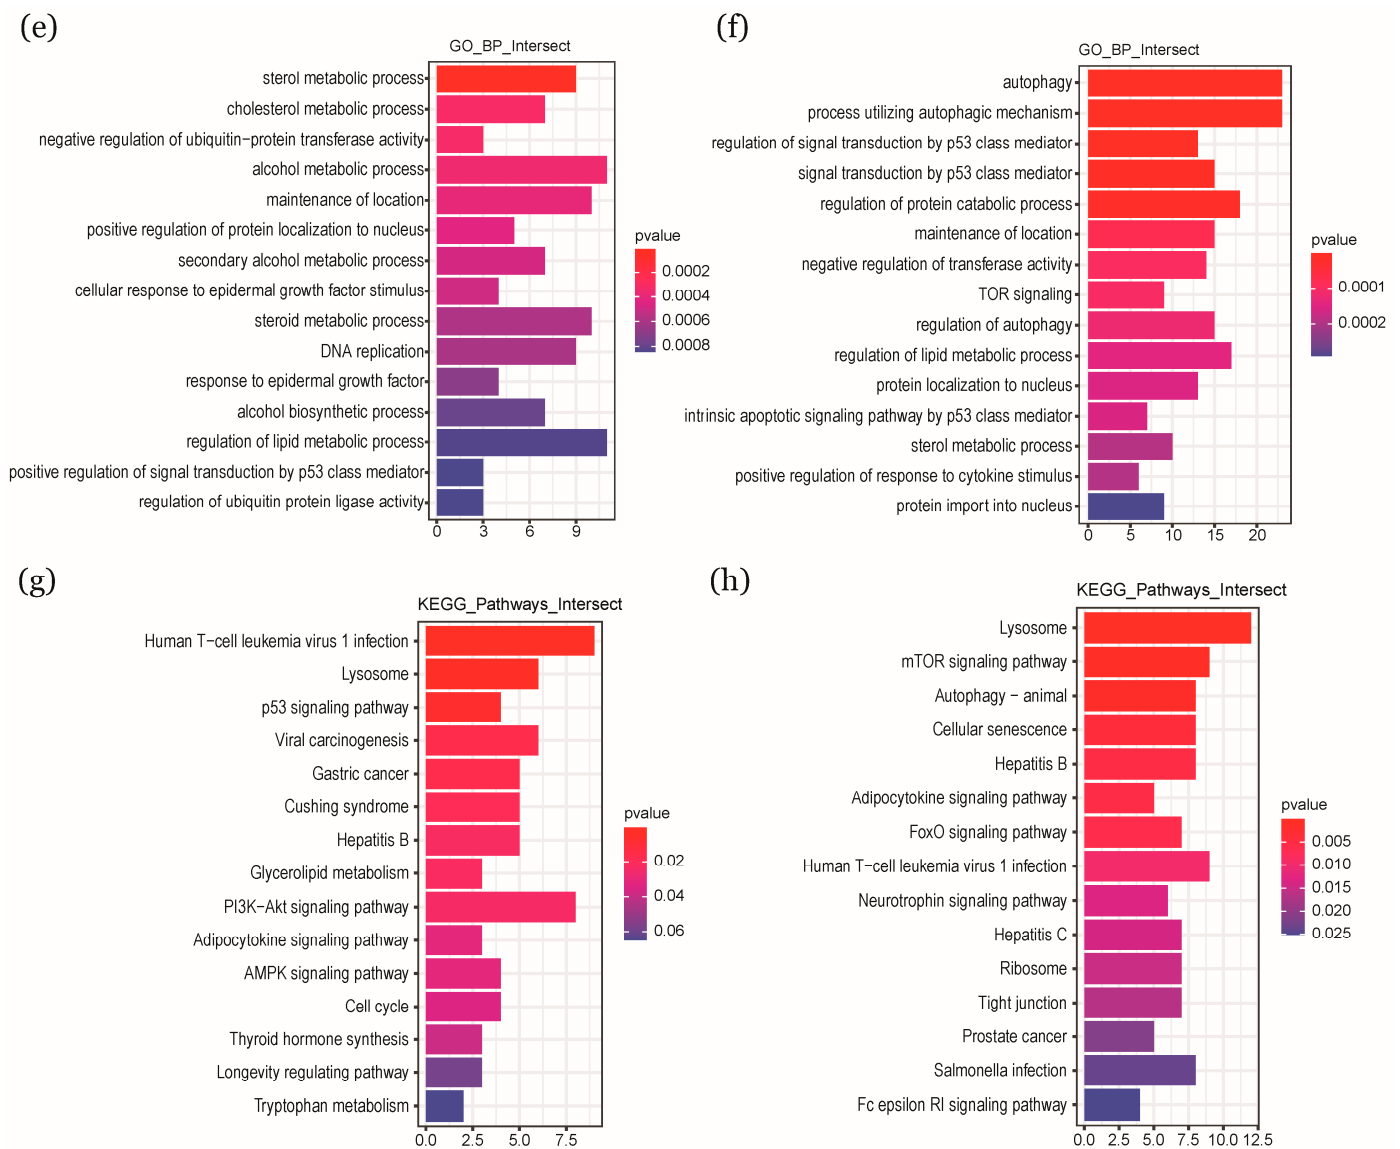 (e)
GO_BP_Intersect
sterol metabolic process
cholesterol metabolic process
negative regulation of ubiquitin−protein transferase activity
alcohol metabolic process
maintenance of location
positive regulation of protein localization to nucleus
secondary alcohol metabolic process
cellular response to epidermal growth factor stimulus
steroid metabolic process
DNA replication
response to epidermal growth factor
alcohol biosynthetic process
regulation of lipid metabolic process
positive regulation of signal transduction by p53 class mediator
regulation of ubiquitin protein ligase activity
0 3 6 9
pvalue
0.0002
0.0004
0.0006
0.0008
(f)
GO_BP_Intersect
autophagy
process utilizing autophagic mechanism
regulation of signal transduction by p53 class mediator
signal transduction by p53 class mediator
regulation of protein catabolic process
maintenance of location
negative regulation of transferase activity
TOR signaling
regulation of autophagy
regulation of lipid metabolic process
protein localization to nucleus
intrinsic apoptotic signaling pathway by p53 class mediator
sterol metabolic process
positive regulation of response to cytokine stimulus
protein import into nucleus
0 5 10 15 20
pvalue
0.0001
0.0002
(g)
KEGG_Pathways_Intersect
Human T−cell leukemia virus 1 infection
Lysosome
p53 signaling pathway
Viral carcinogenesis
Gastric cancer
Cushing syndrome
Hepatitis B
Glycerolipid metabolism
PI3K−Akt signaling pathway
Adipocytokine signaling pathway
AMPK signaling pathway
Cell cycle
Thyroid hormone synthesis
Longevity regulating pathway
Tryptophan metabolism
0.0 2.5 5.0 7.5
pvalue
0.02
0.04
0.06
(h)
KEGG_Pathways_Intersect
Lysosome
mTOR signaling pathway
Autophagy − animal
Cellular senescence
Hepatitis B
Adipocytokine signaling pathway
FoxO signaling pathway
Human T−cell leukemia virus 1 infection
Neurotrophin signaling pathway
Hepatitis C
Ribosome
Tight junction
Prostate cancer
Salmonella infection
Fc epsilon RI signaling pathway
0.0 2.5 5.0 7.5 10.0 12.5
pvalue
0.005
0.010
0.015
0.020
0.025